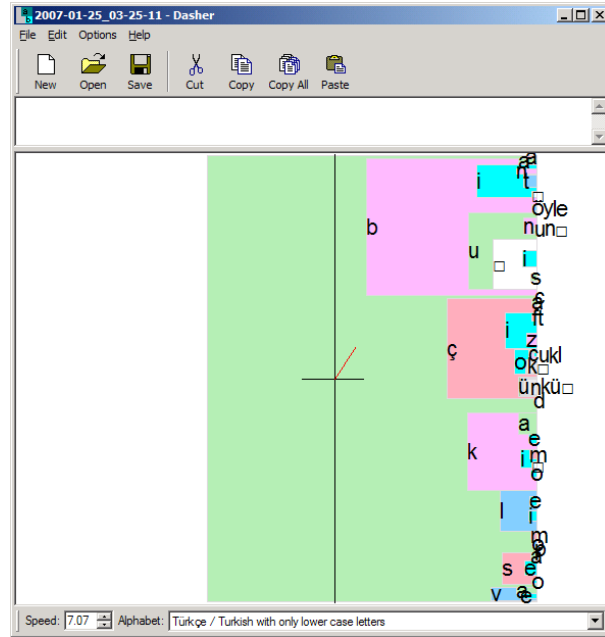 2007-01-25_03-25-11 - Dasher
File Edit Options Help
New Open Save Cut Copy Copy All Paste
a
i t
öyle
b n un□
u
□ i
s
ç
ft
i
z
ç çukl
o k□
ünkü□
d
a
e
k i m
□
o
e
l i
m
s e
o
v a
e
Speed: 7.07 Alphabet: Türkçe / Turkish with only lower case letters